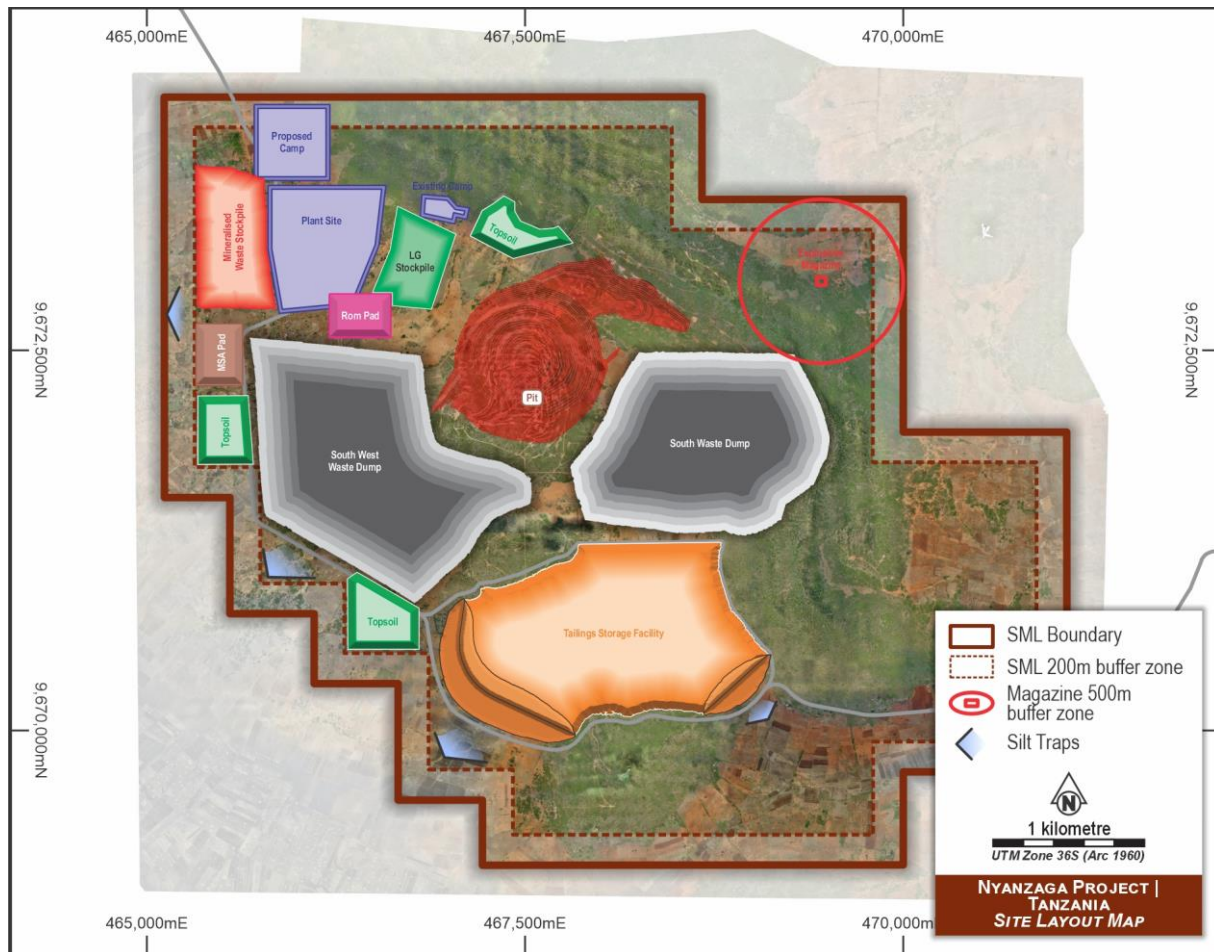 465,000mE
467,500mE
470,000mE
Proposed
Camp
Existing Camp
Mineralised
Waste Stockpile
Plant Site
Topsoil
LG
Stockpile
Explosives
Magazine
Rom Pad
9,672,500mN
9,672,500mN
MSA Pad
Pit
Topsoil
South West
Waste Dump
South Waste Dump
Topsoil
Tailings Storage Facility
9,670,000mN
SML Boundary
SML 200m buffer zone
Magazine 500m
buffer zone
Silt Traps
N
1 kilometre
UTM Zone 36S (Arc 1960)
NYANZAGA PROJECT |
TANZANIA
SITE LAYOUT MAP
465,000mE
467,500mE
470,000mE